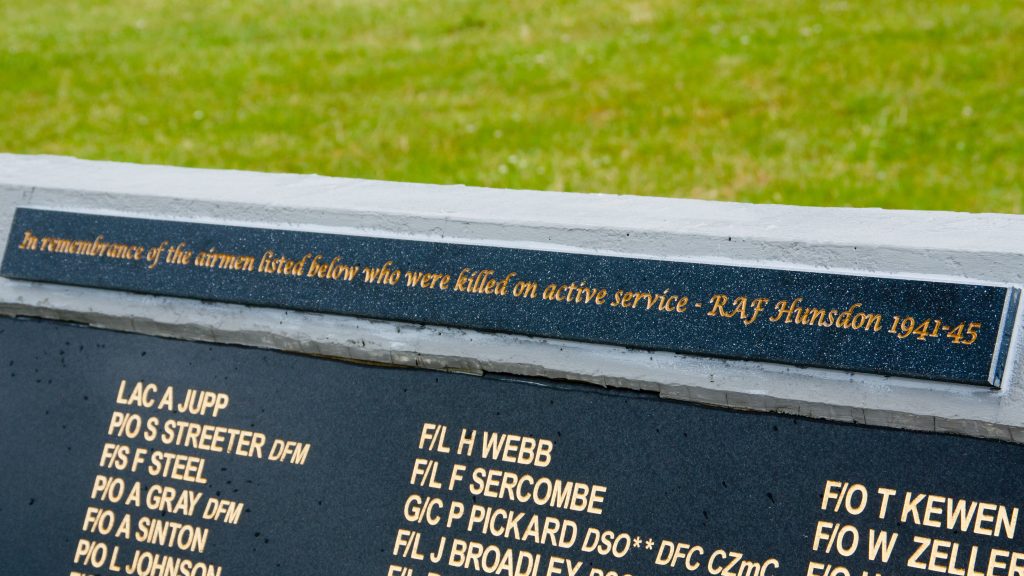 In remembrance of the airmen listed below who were killed on active service - RAF Hunsdon 1941-45
LAC A JUPP
P/O S STREETER DFM
F/S F STEEL
P/O A GRAY DFM
F/O A SINTON
P/O L JOHNSON
F/L H WEBB
F/L F SERCOMBE
G/C P PICKARD DSO** DFC CZmC
F/L J BROADLEY
F/O T KEWEN
F/O W ZELLER